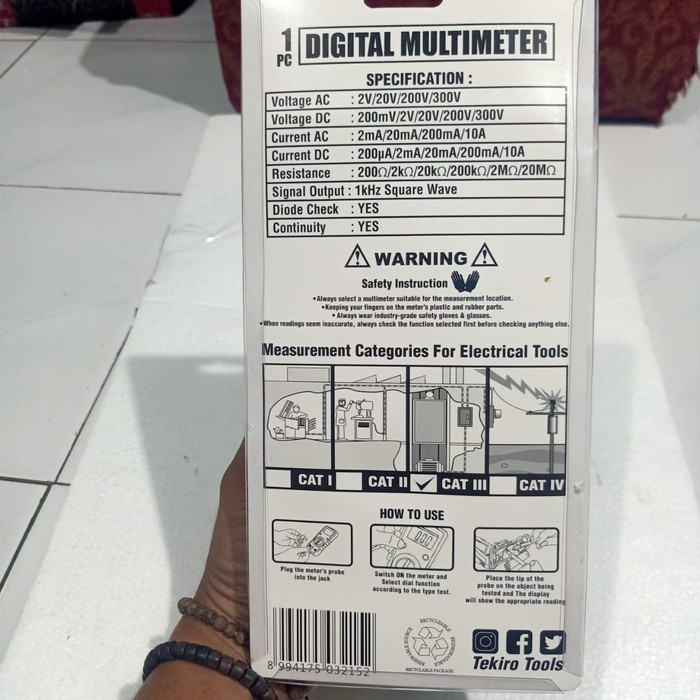 1 PC DIGITAL MULTIMETER
SPECIFICATION :
Voltage AC : 2V/20V/200V/300V
Voltage DC : 200mV/2V/20V/200V/300V
Current AC : 2mA/20mA/200mA/10A
Current DC : 200µA/2mA/20mA/200mA/10A
Resistance : 200Ω/2kΩ/20kΩ/200kΩ/2MΩ/20MΩ
Signal Output : 1kHz Square Wave
Diode Check : YES
Continuity : YES
WARNING
Safety Instruction
•Always select a multimeter suitable for the measurement location.
•Keeping your fingers on the meter's plastic and rubber parts.
• Always wear industry-grade safety gloves & glasses.
•When readings seem inaccurate, always check the function selected first before checking anything else.
Measurement Categories For Electrical Tools
CAT I CAT II CAT III CAT IV
HOW TO USE
Plug the meter's probe
into the jack
Switch ON the meter and
Select dial function
according to the type test.
Place the tip of the
probe on the object being
tested and The display
will show the appropriate reading
RECYCLABLE
BIODEGRADABLE
RENEWABLE SOURCE
RECYCLABLE PACKAGE
8 994175 032152
Tekiro Tools